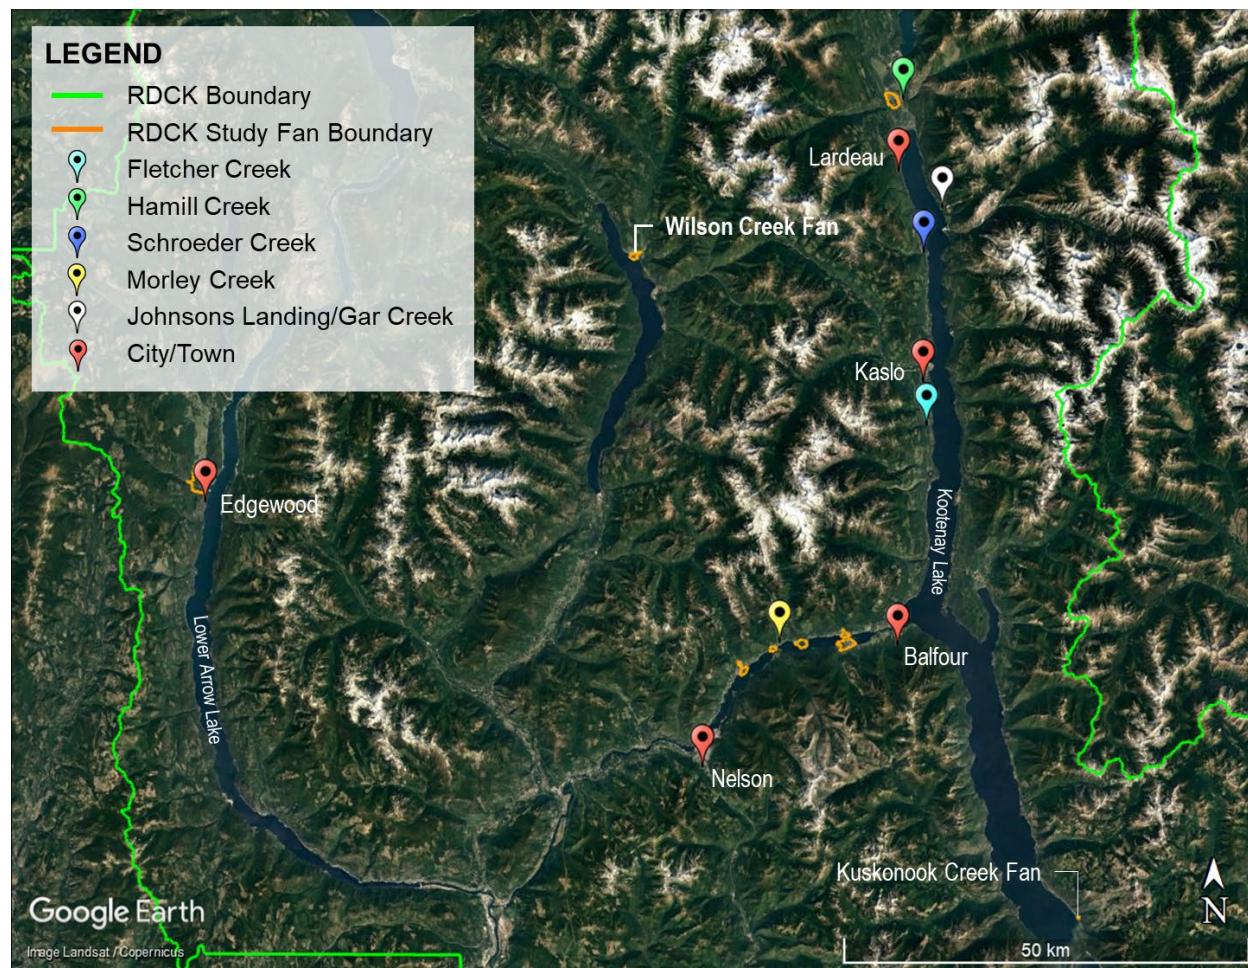 LEGEND
RDCK Boundary
RDCK Study Fan Boundary
Fletcher Creek
Hamill Creek
Schroeder Creek
Morley Creek
Johnsons Landing/Gar Creek
City/Town
Lardeau
Wilson Creek Fan
Kaslo
Edgewood
Kootenay Lake
Lower Arrow Lake
Balfour
Nelson
Kuskonook Creek Fan
N
Google Earth
Image Landsat / Copernicus
50 km